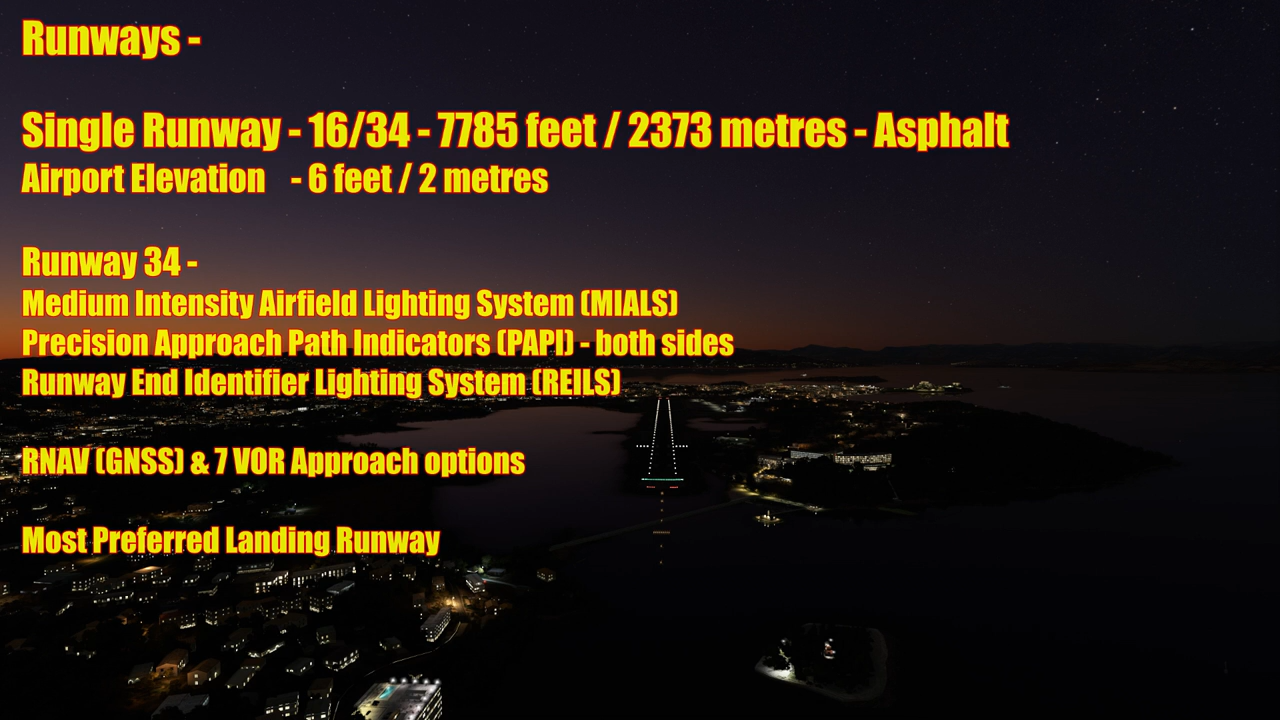 Runways -
Single Runway - 16/34 - 7785 feet / 2373 metres - Asphalt
Airport Elevation - 6 feet / 2 metres
Runway 34 -
Medium Intensity Airfield Lighting System (MIALS)
Precision Approach Path Indicators (PAPI) - both sides
Runway End Identifier Lighting System (REILS)
RNAV (GNSS) & 7 VOR Approach options
Most Preferred Landing Runway